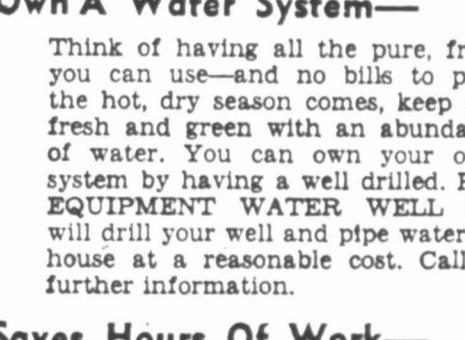 Own A Water System—
Think of having all the pure, fr
you can use—and no bills to p
the hot, dry season comes, keep
fresh and green with an abunda
of water. You can own your o
system by having a well drilled.
EQUIPMENT WATER WELL
will drill your well and pipe water
house at a reasonable cost. Call
further information.
Saves Hours Of Work—